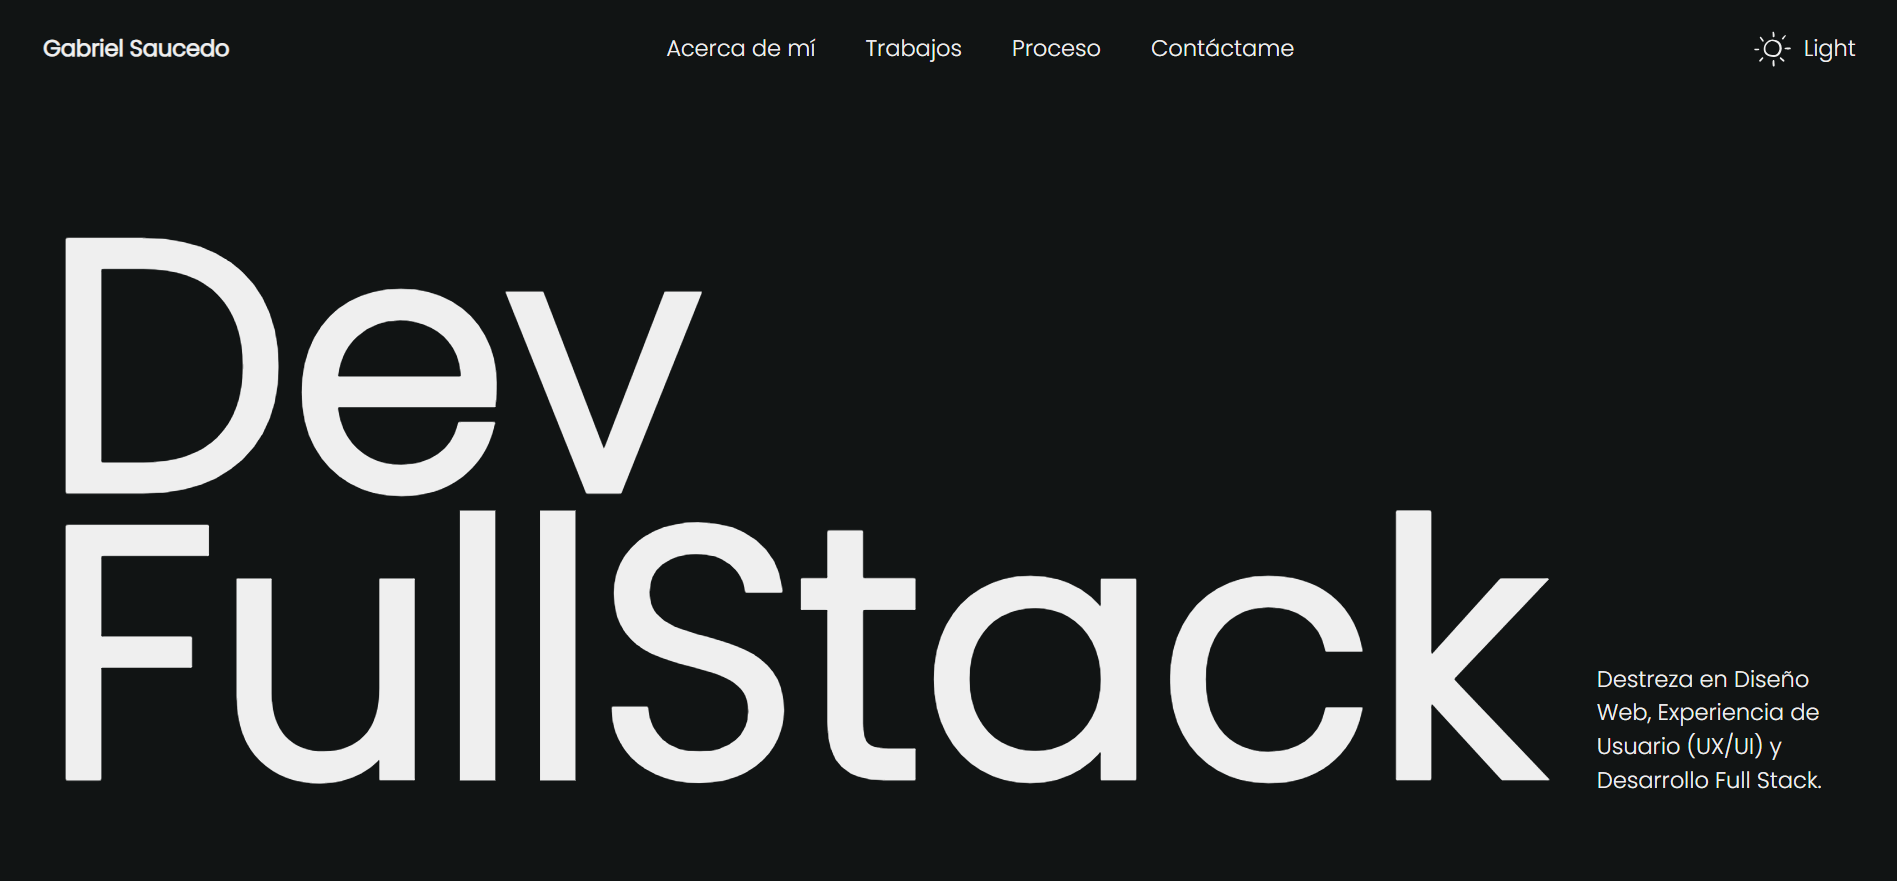 Gabriel Saucedo
Acerca de mí
Trabajos
Proceso
Contáctame
Light
Dev
FullStack
Destreza en Diseño
Web, Experiencia de
Usuario (UX/UI) y
Desarrollo Full Stack.